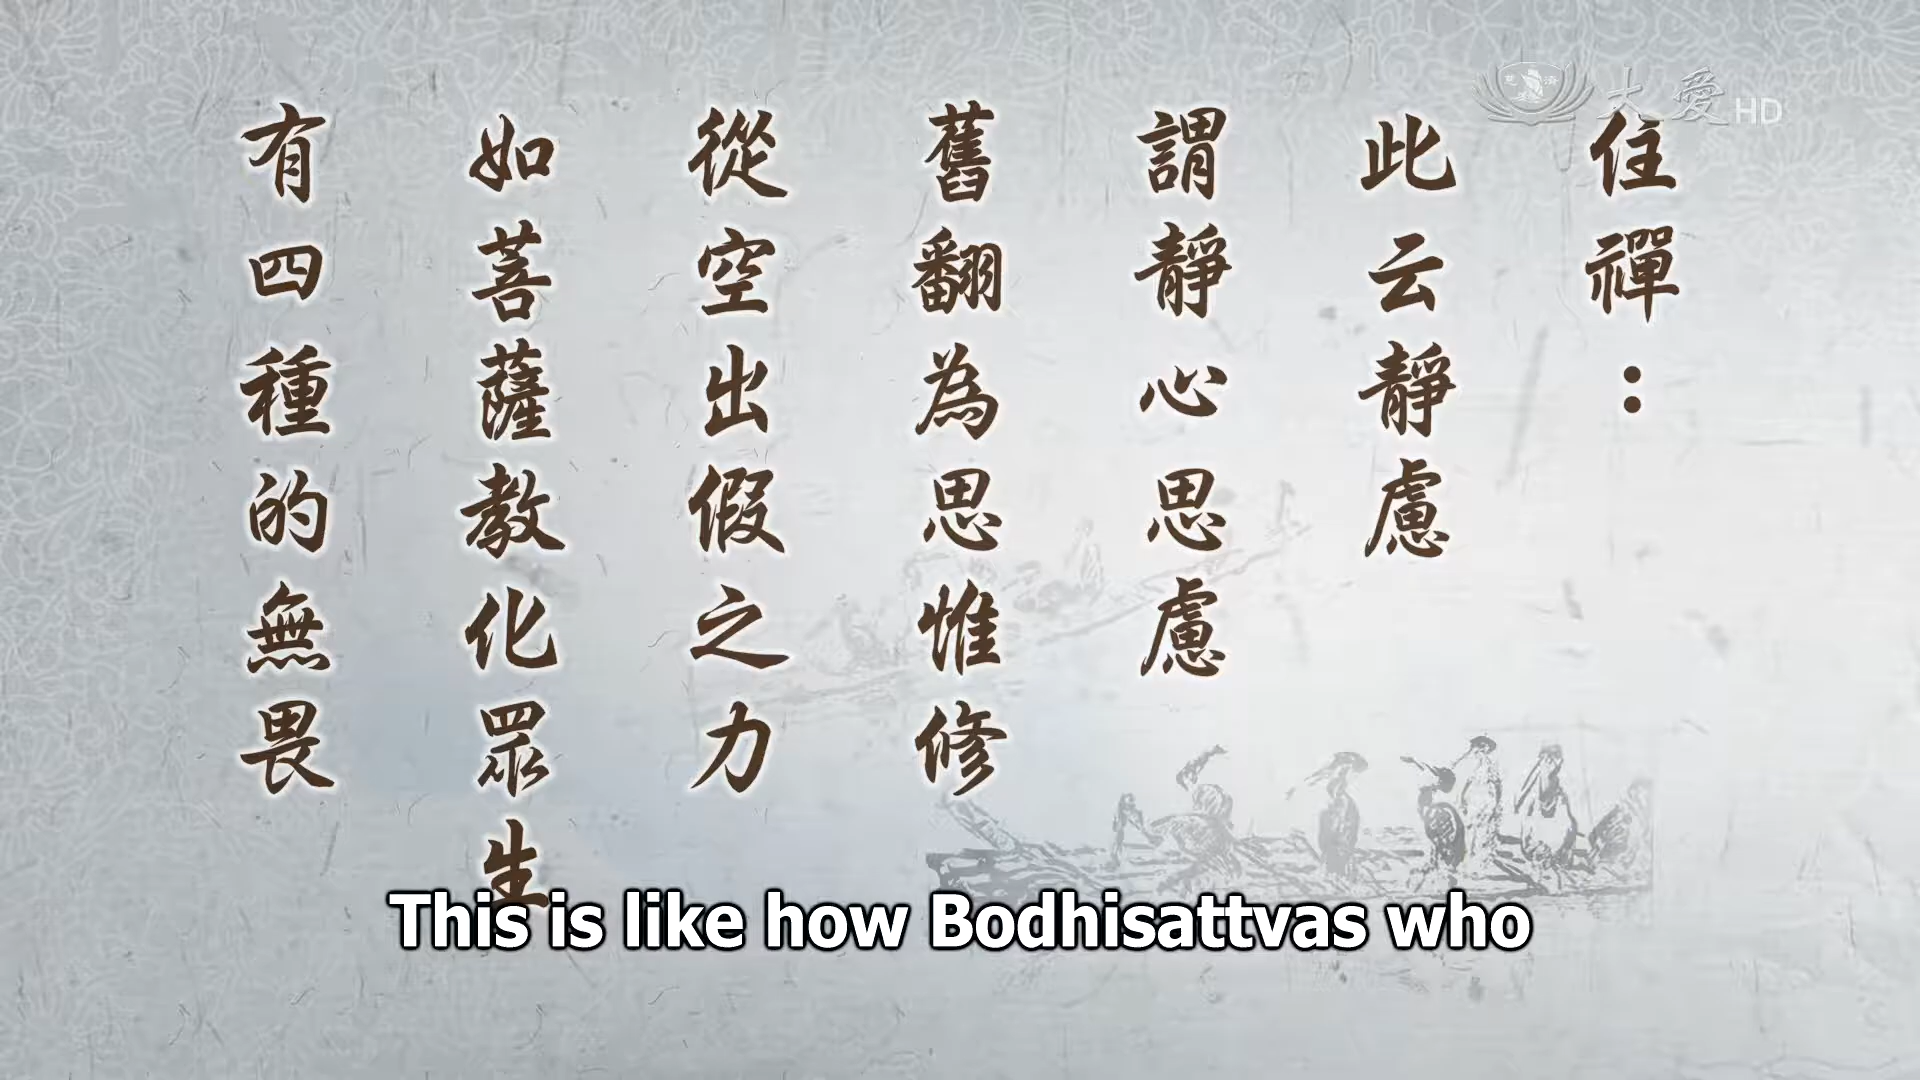 大愛HD
住禪：
此云靜慮
謂靜心思慮
舊翻為思惟修
從空出假之力
如菩薩教化眾生
有四種的無畏
This is like how Bodhisattvas who